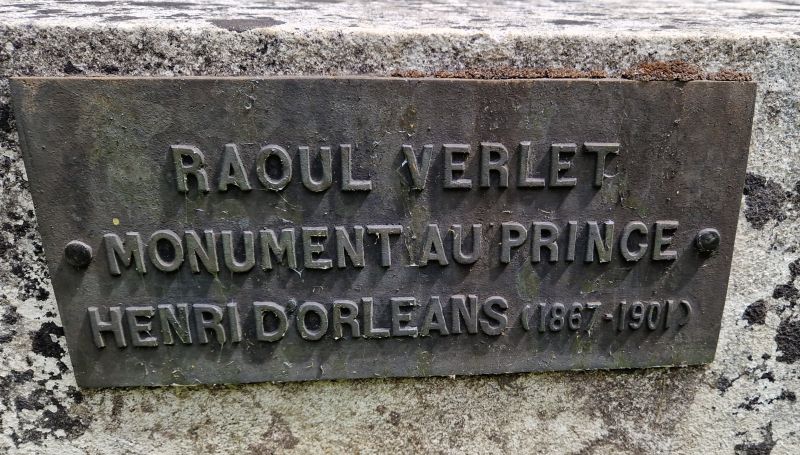 RAOUL VERLET
MONUMENT AU PRINCE
HENRI D'ORLEANS (1867-1901)